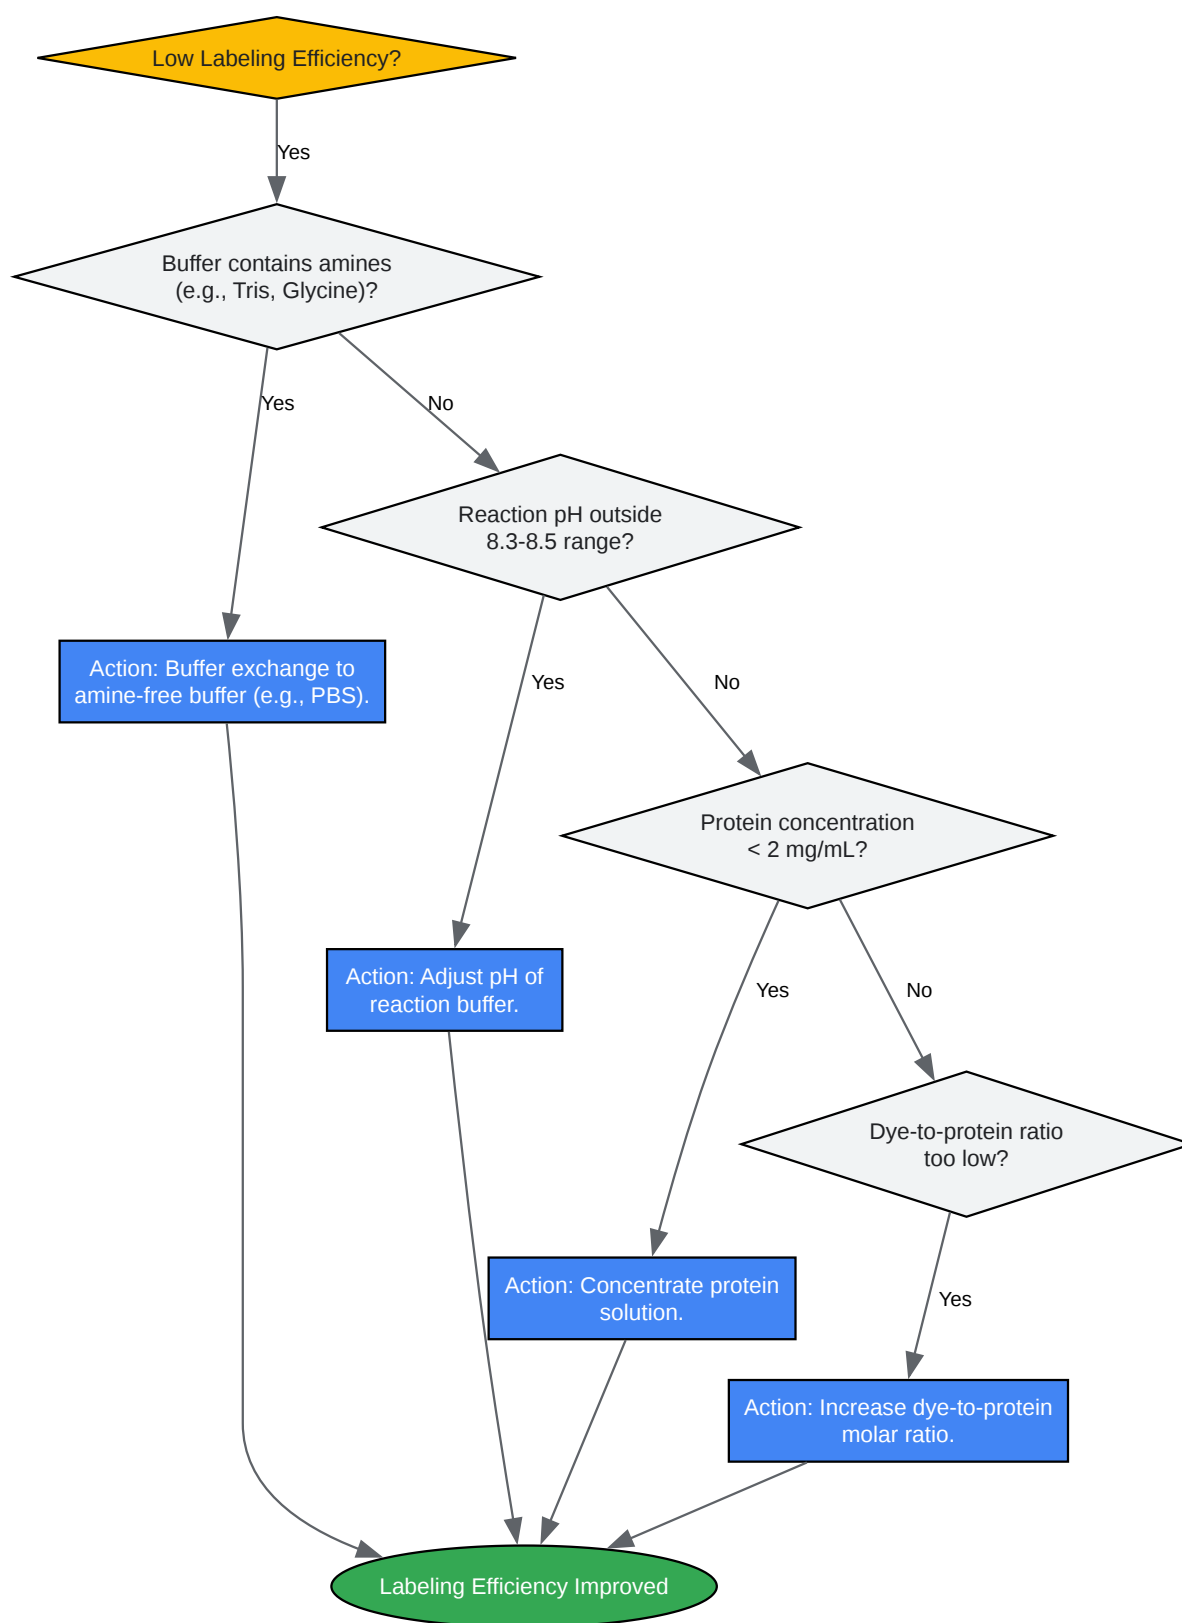 Low Labeling Efficiency?
Yes
Buffer contains amines
(e.g., Tris, Glycine)?
Yes
No
Reaction pH outside
8.3-8.5 range?
Action: Buffer exchange to
amine-free buffer (e.g., PBS).
Yes
No
Protein concentration
< 2 mg/mL?
Action: Adjust pH of
reaction buffer.
Yes
No
Dye-to-protein ratio
too low?
Action: Concentrate protein
solution.
Yes
Action: Increase dye-to-protein
molar ratio.
Labeling Efficiency Improved